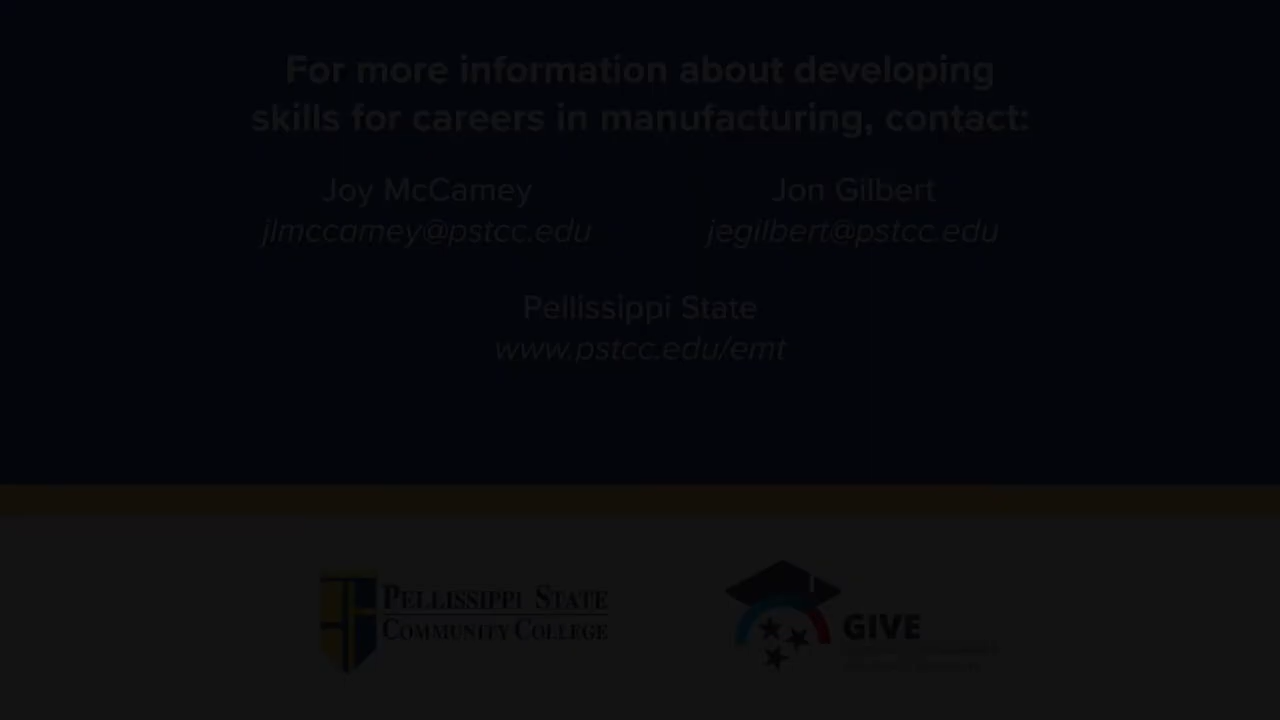 For more information about developing
skills for careers in manufacturing, contact:
Joy McCamey
jlmccamey@pstcc.edu
Jon Gilbert
jegilbert@pstcc.edu
Pellissippi State
www.pstcc.edu/emt
PELLISSIPPI STATE
COMMUNITY COLLEGE
GIVE